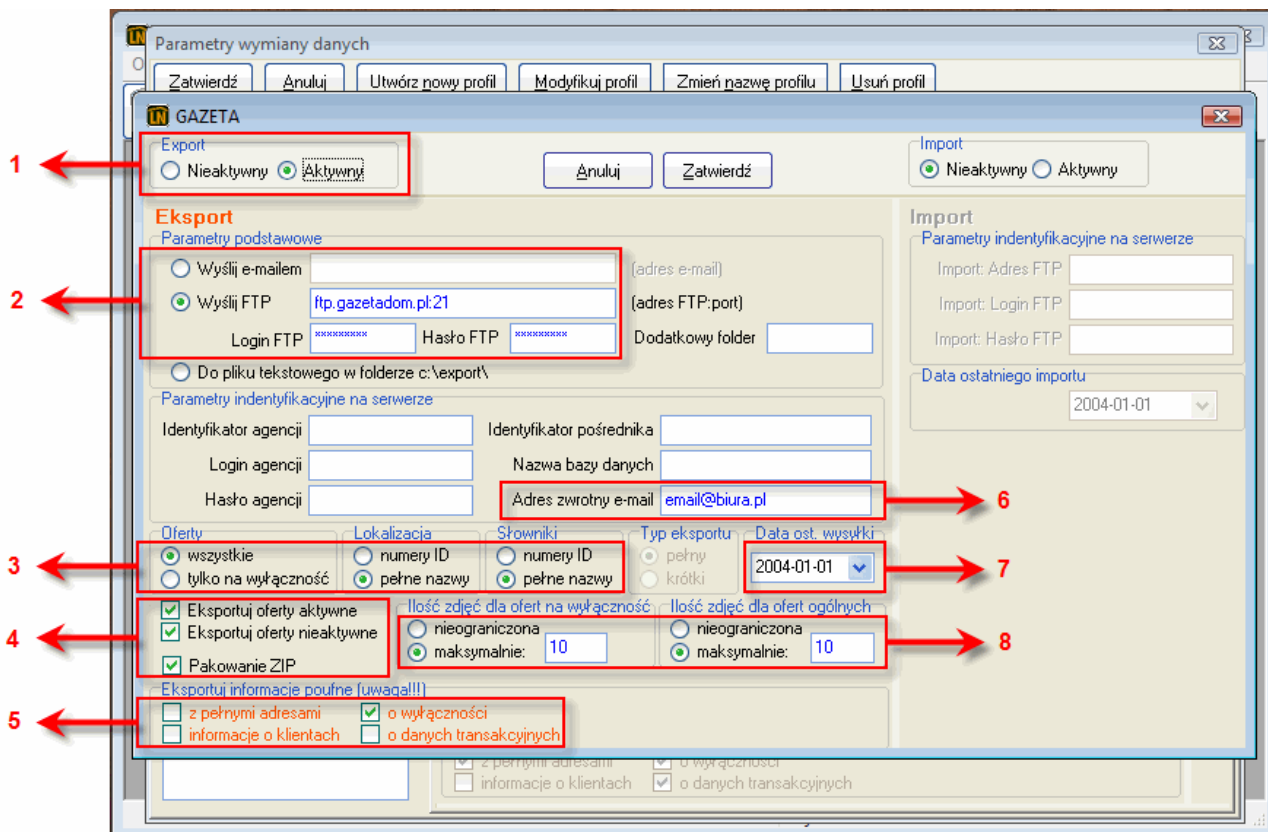 Parametry wymiany danych
Zatwierdź Anuluj Utwórz nowy profil Modyfikuj profil Zmień nazwę profilu Usuń profil
GAZETA
Export
Import
1
Nieaktywny Aktywny
Anuluj Zatwierdź
Nieaktywny Aktywny
Eksport
Import
Parametry podstawowe
Parametry indentyfikacyjne na serwerze
Wyślij e-mailem (adres e-mail)
Import: Adres FTP
2
Wyślij FTP ftp.gazetadom.pl:21 (adres FTP:port)
Import: Login FTP
Login FTP ********* Hasło FTP ********* Dodatkowy folder
Import: Hasło FTP
Do pliku tekstowego w folderze c:\export\
Data ostatniego importu
2004-01-01
Parametry indentyfikacyjne na serwerze
Identyfikator agencji Identyfikator pośrednika
Login agencji Nazwa bazy danych
Hasło agencji Adres zwrotny e-mail email@biura.pl 6
Oferty Lokalizacja Słowniki Typ eksportu Data ost. wysyłki
3
wszystkie numery ID numery ID pełny 2004-01-01 7
tylko na wyłączność pełne nazwy pełne nazwy krótki
4
Eksportuj oferty aktywne
Ilość zdjęć dla ofert na wyłączność Ilość zdjęć dla ofert ogólnych
Eksportuj oferty nieaktywne nieograniczona nieograniczona
maksymalnie: 10 maksymalnie: 10 8
Pakowanie ZIP
Eksportuj informacje poufne (uwaga!!!)
5
z pełnymi adresami o wyłączności
informacje o klientach o danych transakcyjnych
z pełnymi adresami o wyłączności
informacje o klientach o danych transakcyjnych